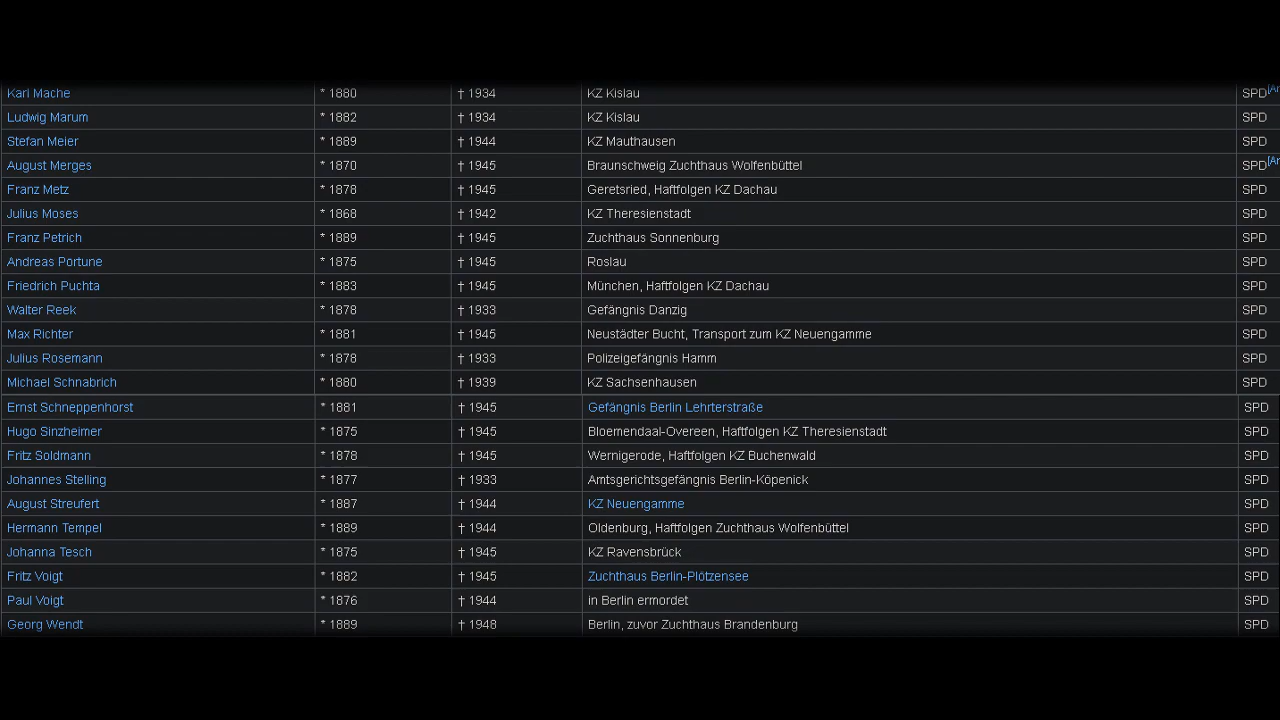 Karl Mache * 1880 † 1934 KZ Kislau SPD[
Ludwig Marum * 1882 † 1934 KZ Kislau SPD
Stefan Meier * 1889 † 1944 KZ Mauthausen SPD
August Merges * 1870 † 1945 Braunschweig Zuchthaus Wolfenbüttel SPD[
Franz Metz * 1878 † 1945 Geretsried, Haftfolgen KZ Dachau SPD
Julius Moses * 1868 † 1942 KZ Theresienstadt SPD
Franz Petrich * 1889 † 1945 Zuchthaus Sonnenburg SPD
Andreas Portune * 1875 † 1945 Roslau SPD
Friedrich Puchta * 1883 † 1945 München, Haftfolgen KZ Dachau SPD
Walter Reek * 1878 † 1933 Gefängnis Danzig SPD
Max Richter * 1881 † 1945 Neustädter Bucht, Transport zum KZ Neuengamme SPD
Julius Rosemann * 1878 † 1933 Polizeigefängnis Hamm SPD
Michael Schnabrich * 1880 † 1939 KZ Sachsenhausen SPD
Ernst Schneppenhorst * 1881 † 1945 Gefängnis Berlin Lehrterstraße SPD
Hugo Sinzheimer * 1875 † 1945 Bloemendaal-Overeen, Haftfolgen KZ Theresienstadt SPD
Fritz Soldmann * 1878 † 1945 Wernigerode, Haftfolgen KZ Buchenwald SPD
Johannes Stelling * 1877 † 1933 Amtsgerichtsgefängnis Berlin-Köpenick SPD
August Streufert * 1887 † 1944 KZ Neuengamme SPD
Hermann Tempel * 1889 † 1944 Oldenburg, Haftfolgen Zuchthaus Wolfenbüttel SPD
Johanna Tesch * 1875 † 1945 KZ Ravensbrück SPD
Fritz Voigt * 1882 † 1945 Zuchthaus Berlin-Plötzensee SPD
Paul Voigt * 1876 † 1944 in Berlin ermordet SPD
Georg Wendt * 1889 † 1948 Berlin, zuvor Zuchthaus Brandenburg SPD